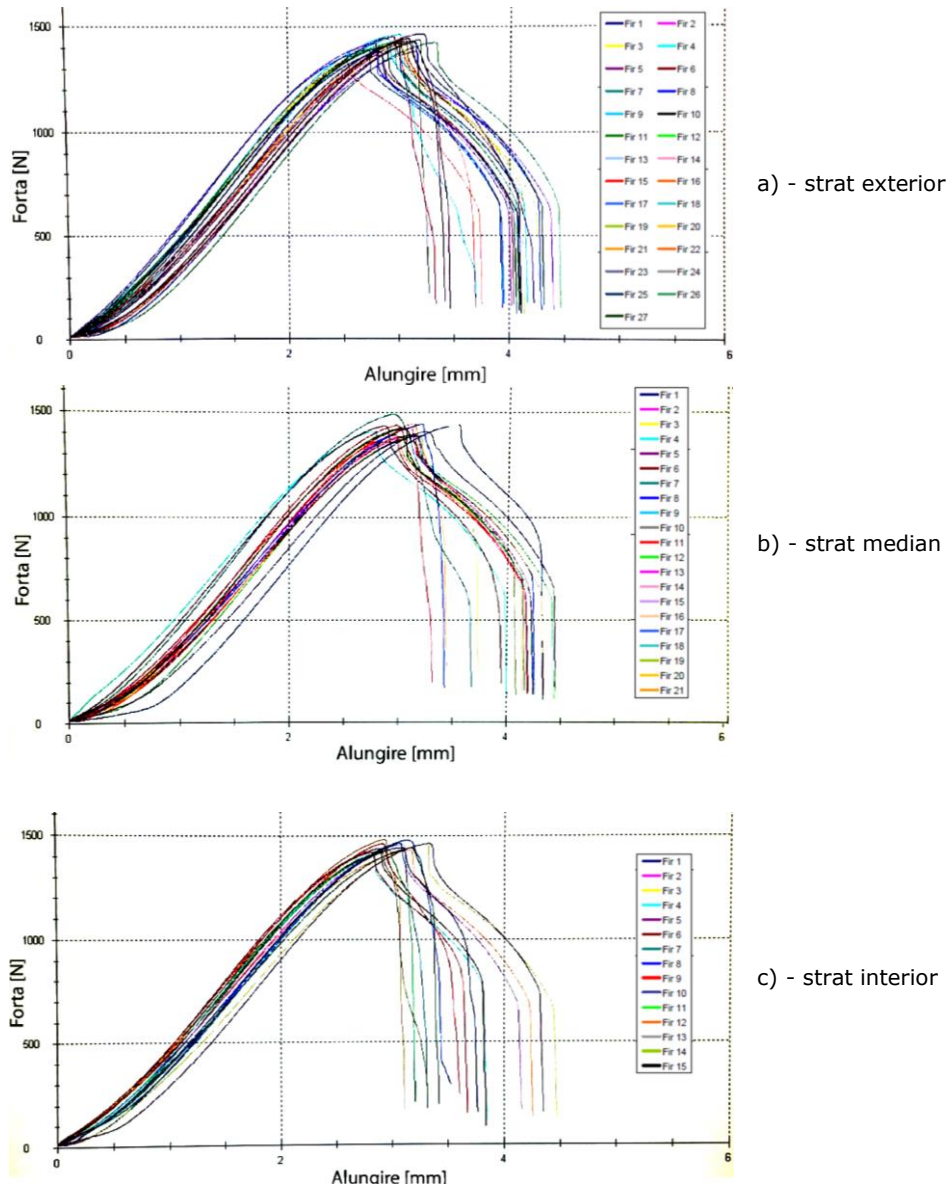 1500
1000
500
0
Forta [N]
0 2 4 6
Alungire [mm]
Fir 1 Fir 2
Fir 3 Fir 4
Fir 5 Fir 6
Fir 7 Fir 8
Fir 9 Fir 10
Fir 11 Fir 12
Fir 13 Fir 14
Fir 15 Fir 16
Fir 17 Fir 18
Fir 19 Fir 20
Fir 21 Fir 22
Fir 23 Fir 24
Fir 25 Fir 26
Fir 27
a) - strat exterior
1500
1000
500
0
Forta [N]
0 2 4 6
Alungire [mm]
Fir 1
Fir 2
Fir 3
Fir 4
Fir 5
Fir 6
Fir 7
Fir 8
Fir 9
Fir 10
Fir 11
Fir 12
Fir 13
Fir 14
Fir 15
Fir 16
Fir 17
Fir 18
Fir 19
Fir 20
Fir 21
b) - strat median
1500
1000
500
0
Forta [N]
0 2 4 6
Alungire [mm]
Fir 1
Fir 2
Fir 3
Fir 4
Fir 5
Fir 6
Fir 7
Fir 8
Fir 9
Fir 10
Fir 11
Fir 12
Fir 13
Fir 14
Fir 15
c) - strat interior